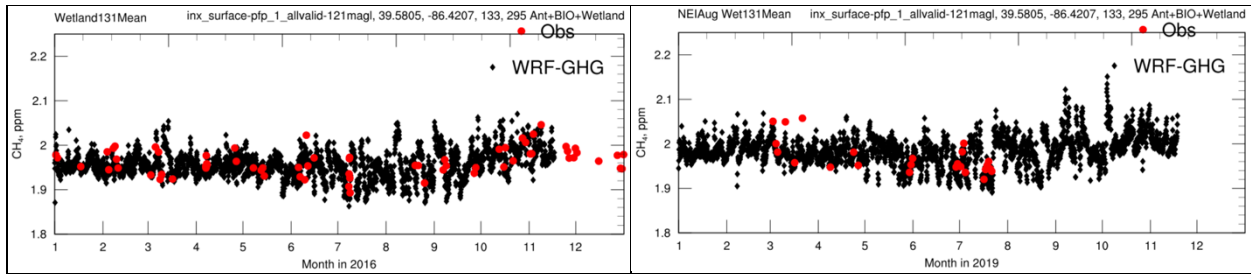 Wetland131Mean
inx_surface-pfp_1_allvalid-121magl, 39.5805, -86.4207, 133, 295 Ant+BIO+Wetland
Obs
WRF-GHG
CH4, ppm
2.2
2.1
2
1.9
1.8
1 2 3 4 5 6 7 8 9 10 11 12
Month in 2016
NEIAug Wet131Mean
inx_surface-pfp_1_allvalid-121magl, 39.5805, -86.4207, 133, 295 Ant+BIO+Wetland
Obs
WRF-GHG
CH4, ppm
2.2
2.1
2
1.9
1.8
1 2 3 4 5 6 7 8 9 10 11
Month in 2019